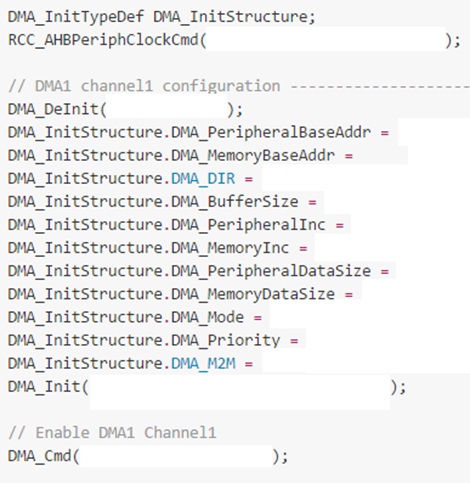 DMA_InitTypeDef DMA_InitStructure;
RCC_AHBPeriphClockCmd( );
// DMA1 channel1 configuration --------------------
DMA_DeInit( );
DMA_InitStructure.DMA_PeripheralBaseAddr =
DMA_InitStructure.DMA_MemoryBaseAddr =
DMA_InitStructure.DMA_DIR =
DMA_InitStructure.DMA_BufferSize =
DMA_InitStructure.DMA_PeripheralInc =
DMA_InitStructure.DMA_MemoryInc =
DMA_InitStructure.DMA_PeripheralDataSize =
DMA_InitStructure.DMA_MemoryDataSize =
DMA_InitStructure.DMA_Mode =
DMA_InitStructure.DMA_Priority =
DMA_InitStructure.DMA_M2M =
DMA_Init( );
// Enable DMA1 Channel1
DMA_Cmd( );